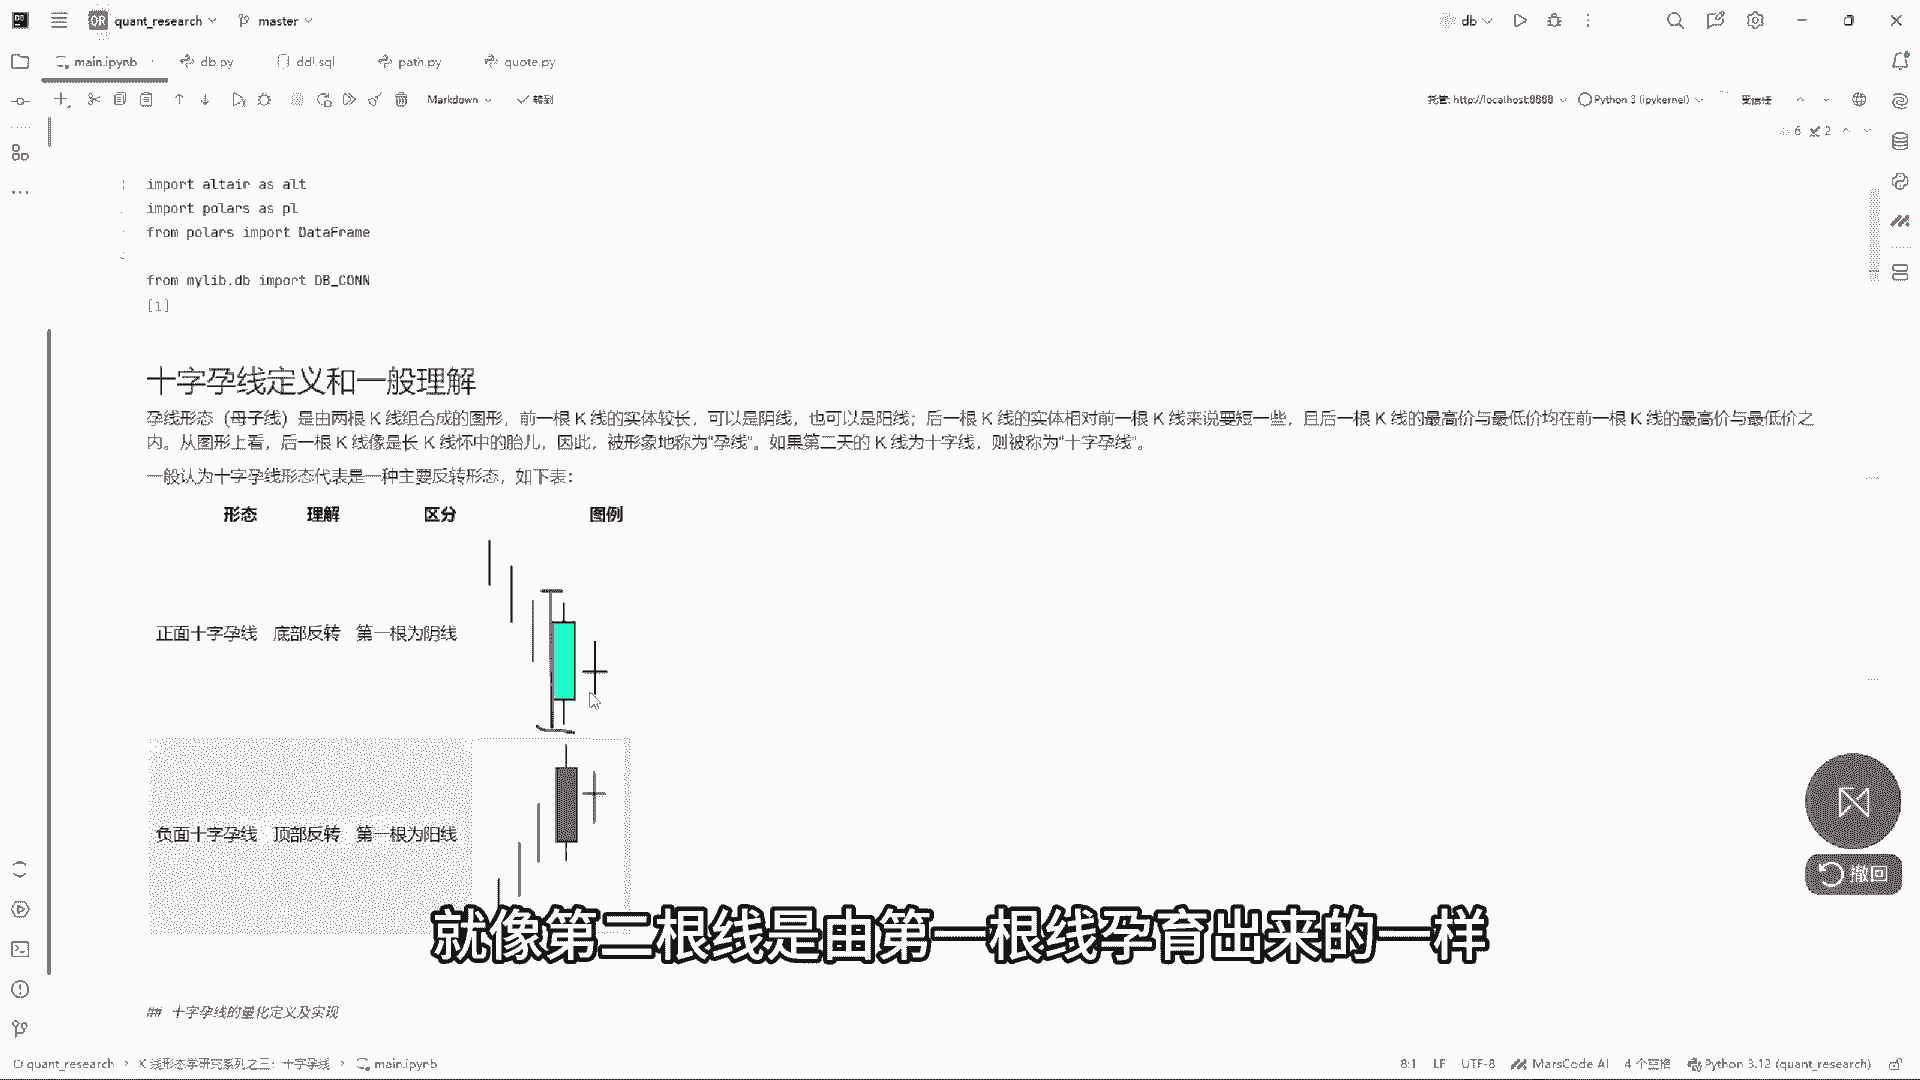 QR quant_research master
db
main.ipynb db.py ddl.sql path.py quote.py
Markdown 转到
托管: http://localhost:8888 Python 3 (ipykernel) 受信任
6 2
import altair as alt
import polars as pl
from polars import DataFrame
from mylib.db import DB_CONN
[1]
十字孕线定义和一般理解
孕线形态（母子线）是由两根 K 线组合成的图形，前一根 K 线的实体较长，可以是阴线，也可以是阳线；后一根 K 线的实体相对前一根 K 线来说要短一些，且后一根 K 线的最高价与最低价均在前一根 K 线的最高价与最低价之
内。从图形上看，后一根 K 线像是长 K 线怀中的胎儿，因此，被形象地称为“孕线”。如果第二天的 K 线为十字线，则被称为“十字孕线”。
一般认为十字孕线形态代表是一种主要反转形态，如下表：
形态 理解 区分 图例
正面十字孕线 底部反转 第一根为阴线
负面十字孕线 顶部反转 第一根为阳线
撤回
就像第二根线是由第一根线孕育出来的一样
## 十字孕线的量化定义及实现
quant_research › K 线形态学研究系列之三：十字孕线 › main.ipynb
8:1 LF UTF-8 MarsCode AI 4 个空格 Python 3.12 (quant_research)